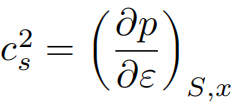 $c_s^2 = \left( \frac{\partial p}{\partial \varepsilon} \right)_{S,x}$